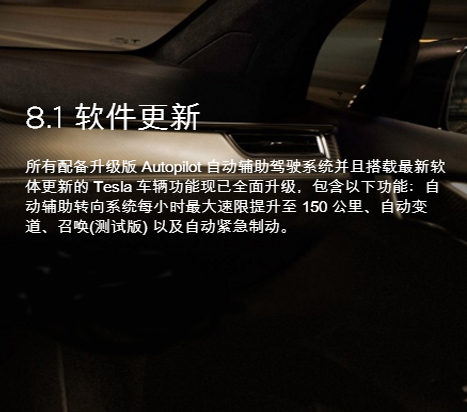 8.1 软件更新
所有配备升级版 Autopilot 自动辅助驾驶系统并且搭载最新软
体更新的 Tesla 车辆功能现已全面升级，包含以下功能：自
动辅助转向系统每小时最大速限提升至 150 公里、自动变
道、召唤(测试版) 以及自动紧急制动。